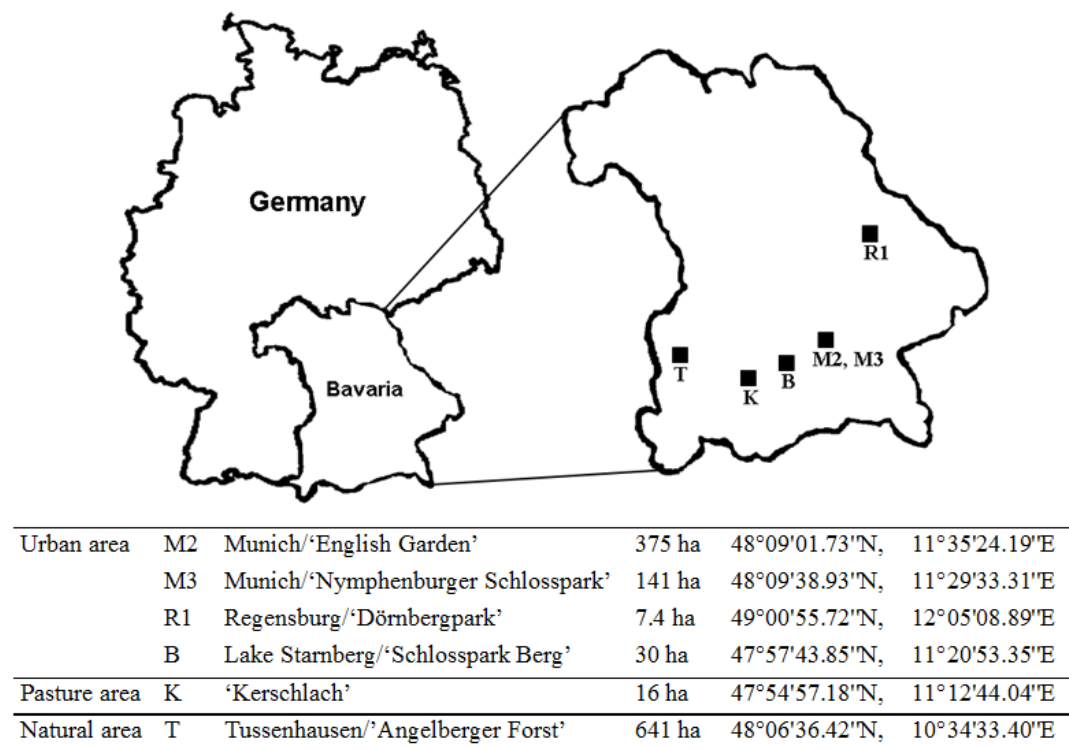 Germany
Bavaria
R1
M2, M3
T
B
K
Urban area M2 Munich/‘English Garden’ 375 ha 48°09'01.73"N, 11°35'24.19"E
M3 Munich/‘Nymphenburger Schlosspark’ 141 ha 48°09'38.93"N, 11°29'33.31"E
R1 Regensburg/‘Dörnbergpark’ 7.4 ha 49°00'55.72"N, 12°05'08.89"E
B Lake Starnberg/‘Schlosspark Berg’ 30 ha 47°57'43.85"N, 11°20'53.35"E
Pasture area K ‘Kerschlach’ 16 ha 47°54'57.18"N, 11°12'44.04"E
Natural area T Tussenhausen/’Angelberger Forst’ 641 ha 48°06'36.42"N, 10°34'33.40"E